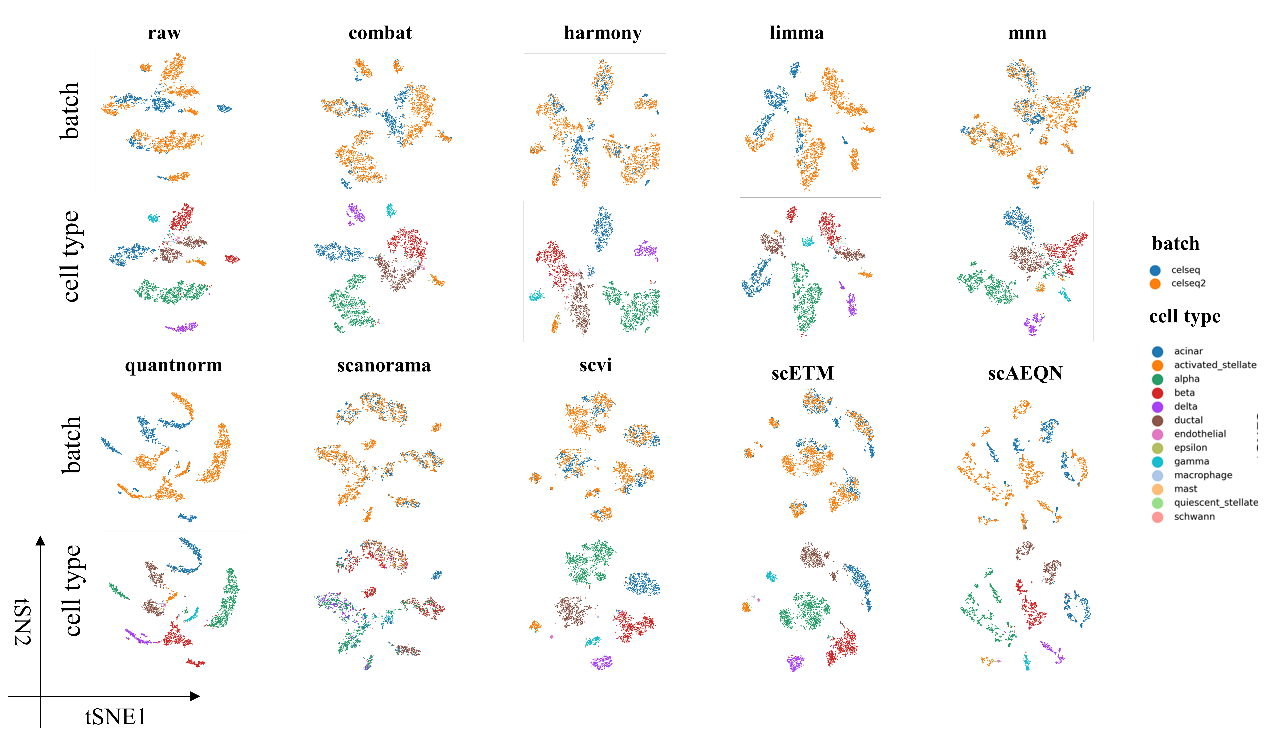 raw combat harmony limma mnn
batch
cell type
batch
celseq
celseq2
cell type
acinar
activated_stellate
alpha
beta
delta
ductal
endothelial
epsilon
gamma
macrophage
mast
quiescent_stellate
schwann
quantnorm scanorama scvi scETM scAEQN
batch
cell type
tSN2
tSNE1